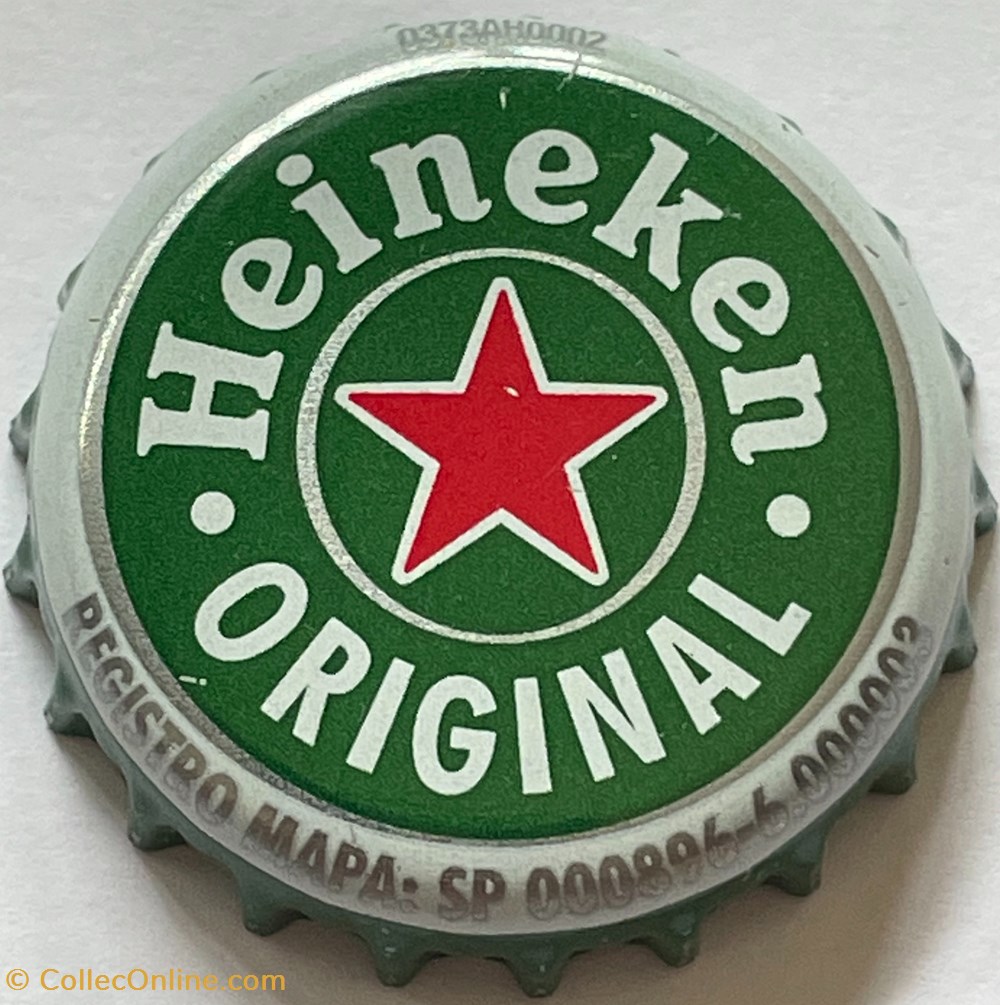 0373AH0002
Heineken
• ORIGINAL •
REGISTRO MAPA: SP 000896-6.000003
© CollecOnline.com